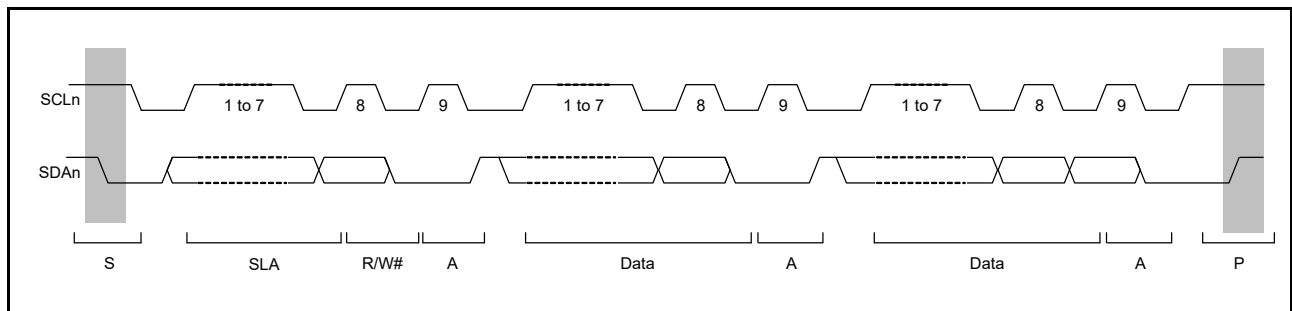 SCLn 1 to 7 8 9 1 to 7 8 9 1 to 7 8 9
SDAn
S SLA R/W# A Data A Data A P